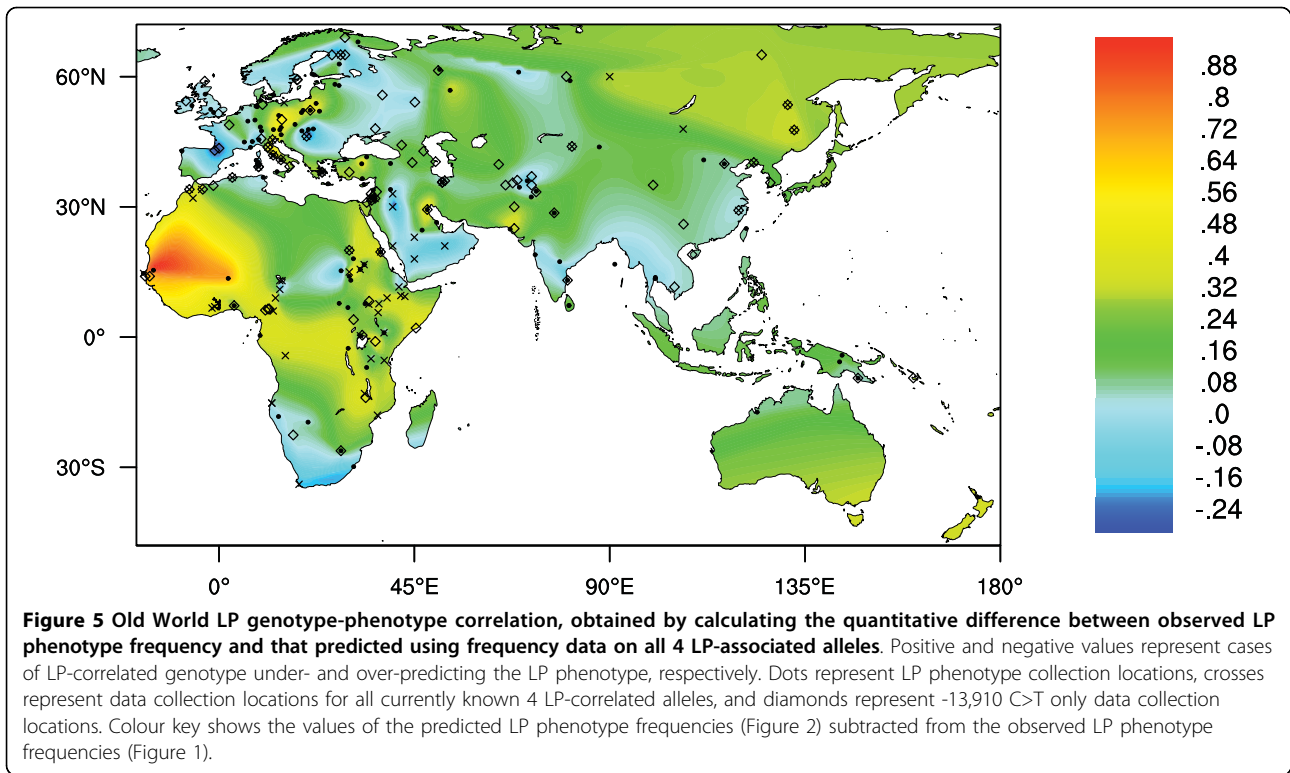 60°N
30°N
0°
30°S
0°
45°E
90°E
135°E
180°
.88
.8
.72
.64
.56
.48
.4
.32
.24
.16
.08
.0
-.08
-.16
-.24
Figure 5 Old World LP genotype-phenotype correlation, obtained by calculating the quantitative difference between observed LP
phenotype frequency and that predicted using frequency data on all 4 LP-associated alleles. Positive and negative values represent cases
of LP-correlated genotype under- and over-predicting the LP phenotype, respectively. Dots represent LP phenotype collection locations, crosses
represent data collection locations for all currently known 4 LP-correlated alleles, and diamonds represent -13,910 C>T only data collection
locations. Colour key shows the values of the predicted LP phenotype frequencies (Figure 2) subtracted from the observed LP phenotype
frequencies (Figure 1).